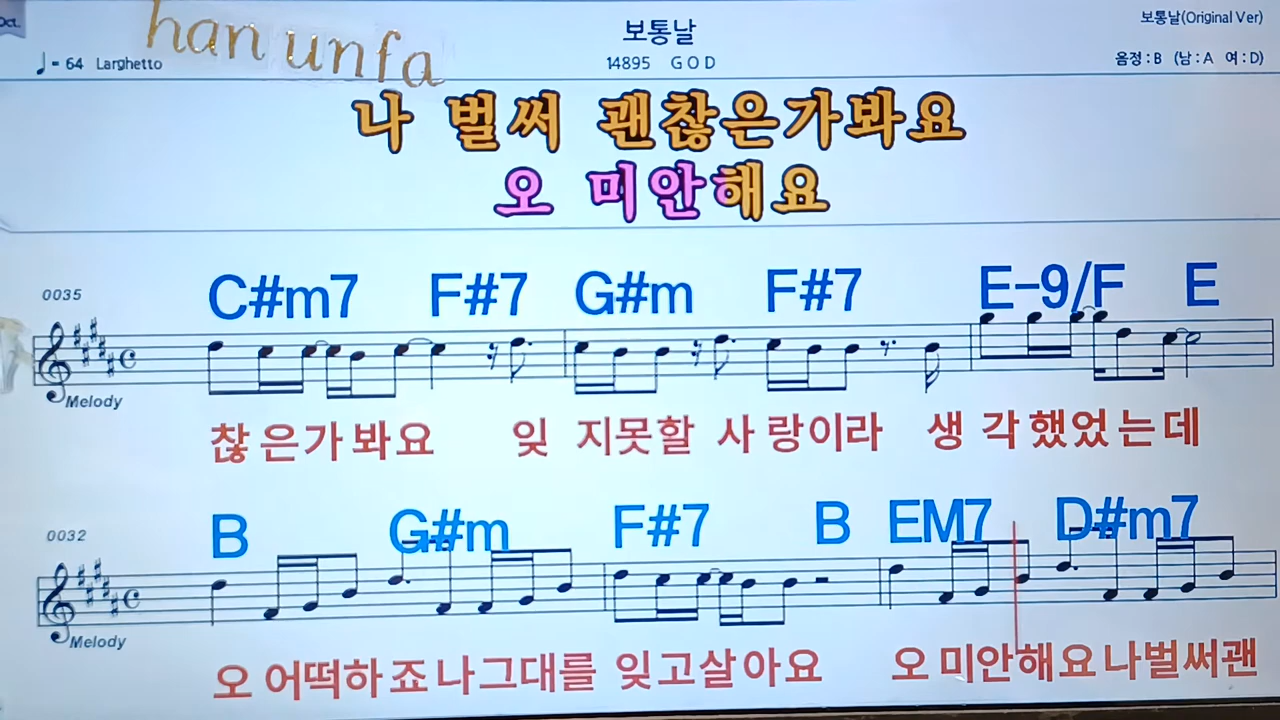 Oct.
han unfa
보통날
보통날(Original Ver)
♩= 64 Larghetto
14895 G O D
음정 : B (남 : A 여 : D)
나 벌써 괜찮은가봐요
오 미안해요
0035
C#m7 F#7 G#m F#7 E-9/F E
Melody
찮 은가 봐요 잊 지못할 사 랑이라 생 각 했었 는데
0032
B G#m F#7 B EM7 D#m7
Melody
오 어떡하 죠나그대를 잊고살아요 오 미안해요나벌써괜